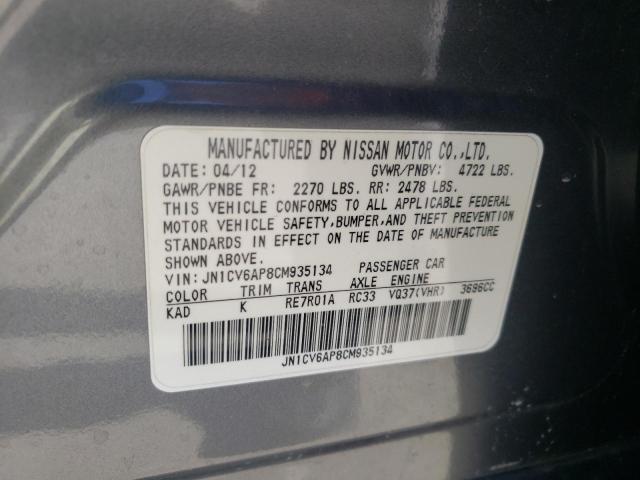 MANUFACTURED BY NISSAN MOTOR CO.,LTD.
DATE: 04/12 GVWR/PNBV: 4722 LBS.
GAWR/PNBE FR: 2270 LBS. RR: 2478 LBS.
THIS VEHICLE CONFORMS TO ALL APPLICABLE FEDERAL
MOTOR VEHICLE SAFETY,BUMPER,AND THEFT PREVENTION
STANDARDS IN EFFECT ON THE DATE OF MANUFACTURE
SHOWN ABOVE.
VIN: JN1CV6AP8CM935134 PASSENGER CAR
COLOR TRIM TRANS AXLE ENGINE
KAD K RE7R01A RC33 VQ37(VHR) 3696CC
JN1CV6AP8CM935134